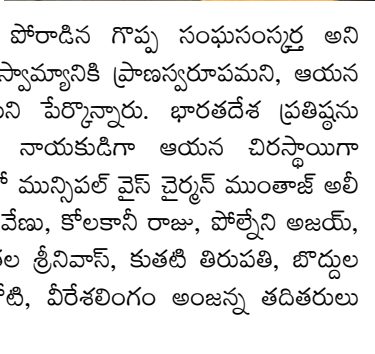 పోరాడిన గొప్ప సంఘసంస్కర్త అని
స్వామ్యానికి ప్రాణస్వరూపమని, ఆయన
పేర్కొన్నారు. భారతదేశ ప్రతిష్ఠను
నాయకుడిగా ఆయన చిరస్థాయిగా
మున్సిపల్ వైస్ చైర్మన్ ముంతాజ్ అలీ
వేణు, కోలకానీ రాజు, పోల్నేని అజయ్,
శ్రీనివాస్, కుతటి తిరుపతి, బొద్దుల
వీరేశలింగం అంజన్న తదితరులు